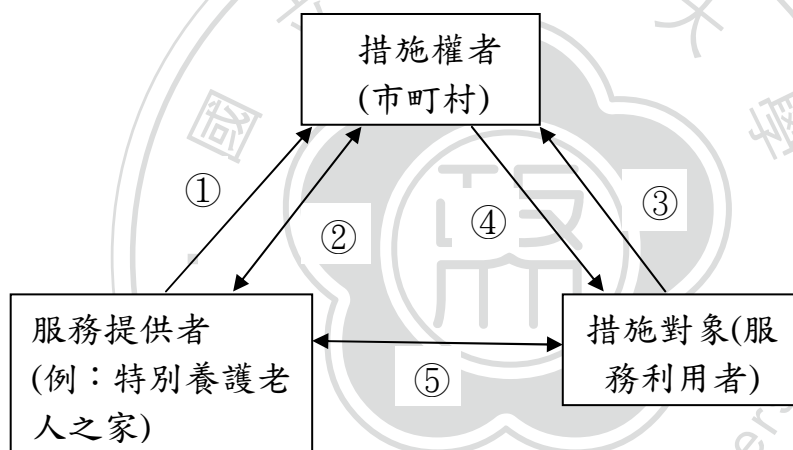 措施權者
(市町村)
①
②
④
③
服務提供者
(例：特別養護老
人之家)
措施對象(服
務利用者)
⑤